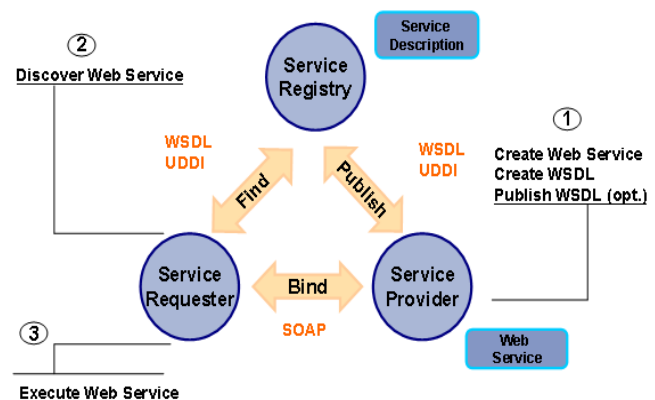 2
Discover Web Service
Service
Registry
Service
Description
1
Create Web Service
Create WSDL
Publish WSDL (opt.)
WSDL
UDDI
WSDL
UDDI
Find
Publish
Service
Requester
Bind
SOAP
Service
Provider
Web
Service
3
Execute Web Service